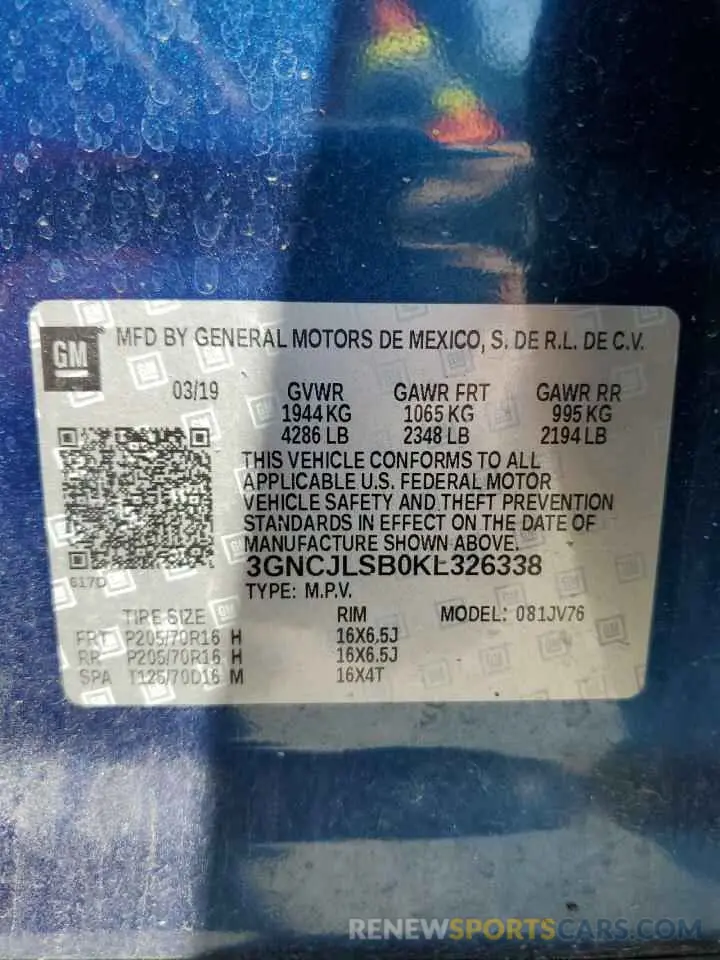 GM
MFD BY GENERAL MOTORS DE MEXICO, S. DE R.L. DE C.V.
03/19 GVWR GAWR FRT GAWR RR
1944 KG 1065 KG 995 KG
4286 LB 2348 LB 2194 LB
THIS VEHICLE CONFORMS TO ALL
APPLICABLE U.S. FEDERAL MOTOR
VEHICLE SAFETY AND THEFT PREVENTION
STANDARDS IN EFFECT ON THE DATE OF
MANUFACTURE SHOWN ABOVE.
3GNCJLSB0KL326338
617D TYPE: M.P.V.
TIRE SIZE RIM MODEL: 081JV76
FRT P205/70R16 H 16X6.5J
RR P205/70R16 H 16X6.5J
SPA T125/70D16 M 16X4T
RENEWSPORTSCARS.COM